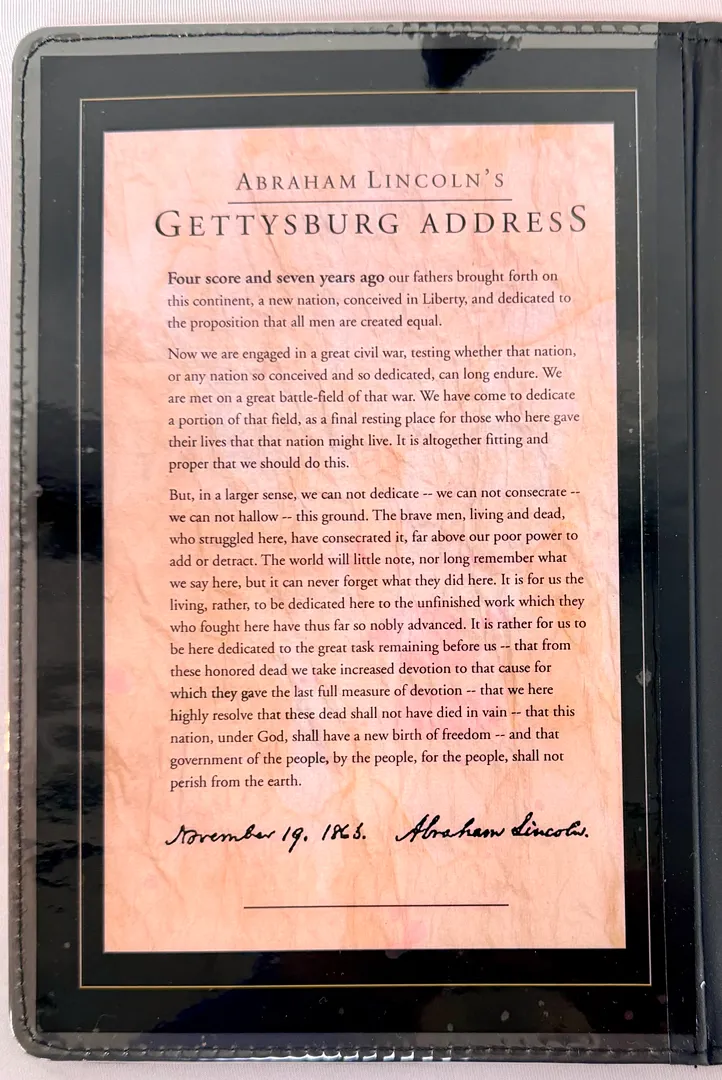 ABRAHAM LINCOLN'S
GETTYSBURG ADDRESS
Four score and seven years ago our fathers brought forth on
this continent, a new nation, conceived in Liberty, and dedicated to
the proposition that all men are created equal.
Now we are engaged in a great civil war, testing whether that nation,
or any nation so conceived and so dedicated, can long endure. We
are met on a great battle-field of that war. We have come to dedicate
a portion of that field, as a final resting place for those who here gave
their lives that that nation might live. It is altogether fitting and
proper that we should do this.
But, in a larger sense, we can not dedicate -- we can not consecrate --
we can not hallow -- this ground. The brave men, living and dead,
who struggled here, have consecrated it, far above our poor power to
add or detract. The world will little note, nor long remember what
we say here, but it can never forget what they did here. It is for us the
living, rather, to be dedicated here to the unfinished work which they
who fought here have thus far so nobly advanced. It is rather for us to
be here dedicated to the great task remaining before us -- that from
these honored dead we take increased devotion to that cause for
which they gave the last full measure of devotion -- that we here
highly resolve that these dead shall not have died in vain -- that this
nation, under God, shall have a new birth of freedom -- and that
government of the people, by the people, for the people, shall not
perish from the earth.
November 19. 1863. Abraham Lincoln.